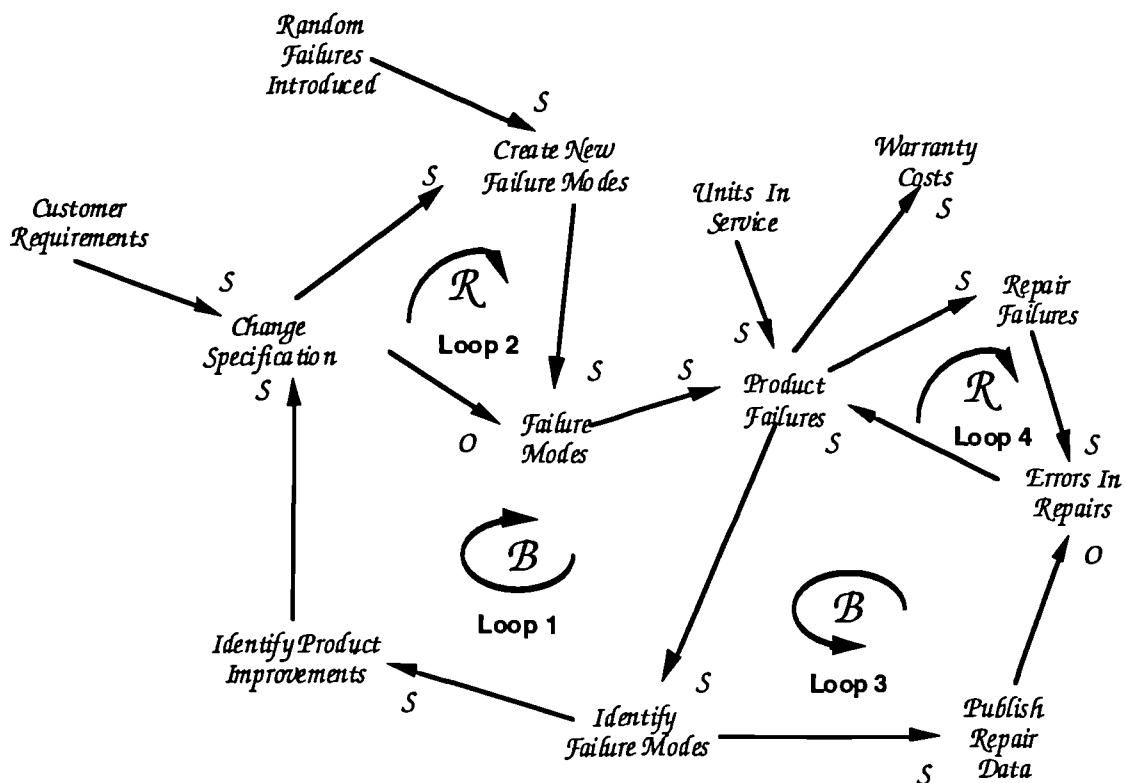 Random
Failures
Introduced
S
Create New
Failure Modes
S
Customer
Requirements
S
Change
Specification
S
R
Loop 2
O
Failure
Modes
S
S
Units In
Service
S
Warranty
Costs
S
Product
Failures
S
S
Repair
Failures
R
Loop 4
S
Errors In
Repairs
O
B
Loop 1
B
Loop 3
Identify Product
Improvements
S
Identify
Failure Modes
S
Publish
Repair
Data
S